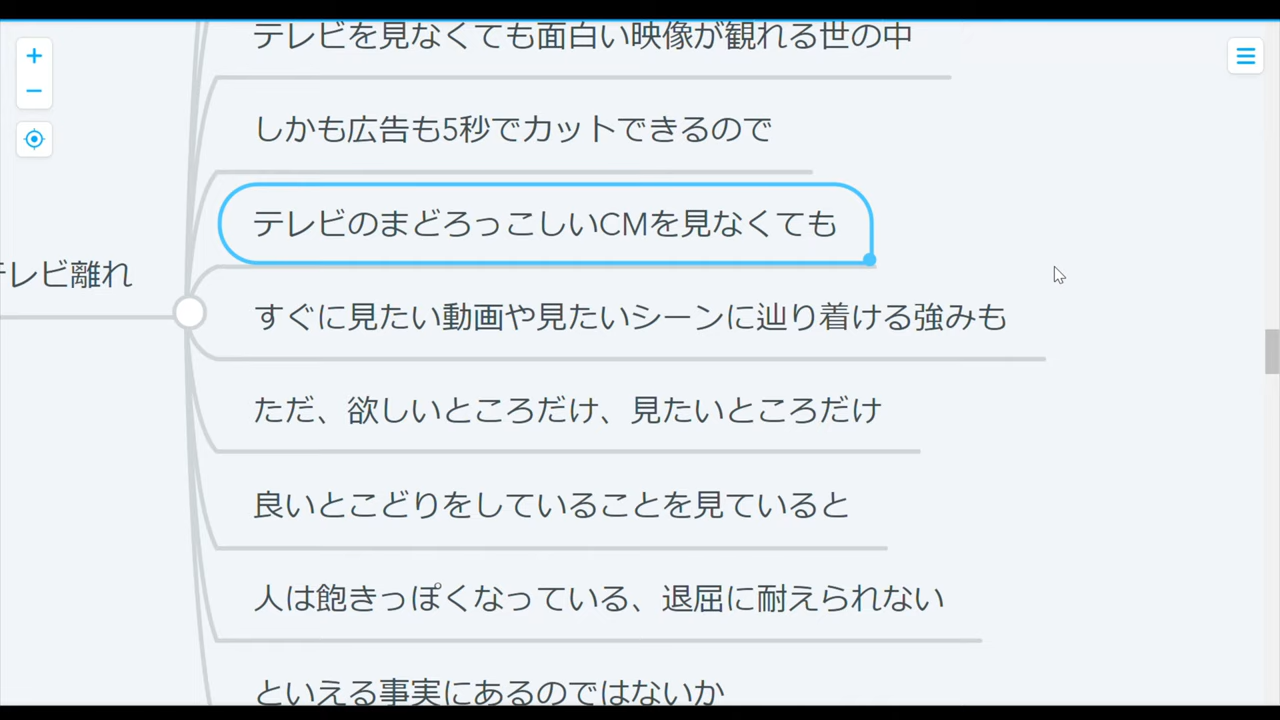 テレビを見なくても面白い映像が観れる世の中
しかも広告も5秒でカットできるので
テレビのまどろっこしいCMを見なくても
テレビ離れ
すぐに見たい動画や見たいシーンに辿り着ける強みも
ただ、欲しいところだけ、見たいところだけ
良いとこどりをしていることを見ていると
人は飽きっぽくなっている、退屈に耐えられない
といえる事実にあるのではないか